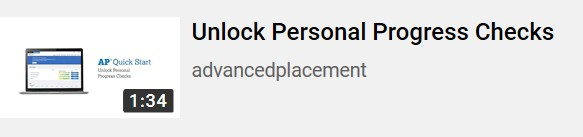 Unlock Personal Progress Checks
advancedplacement
AP® Quick Start
Unlock Personal
Progress Checks
1:34